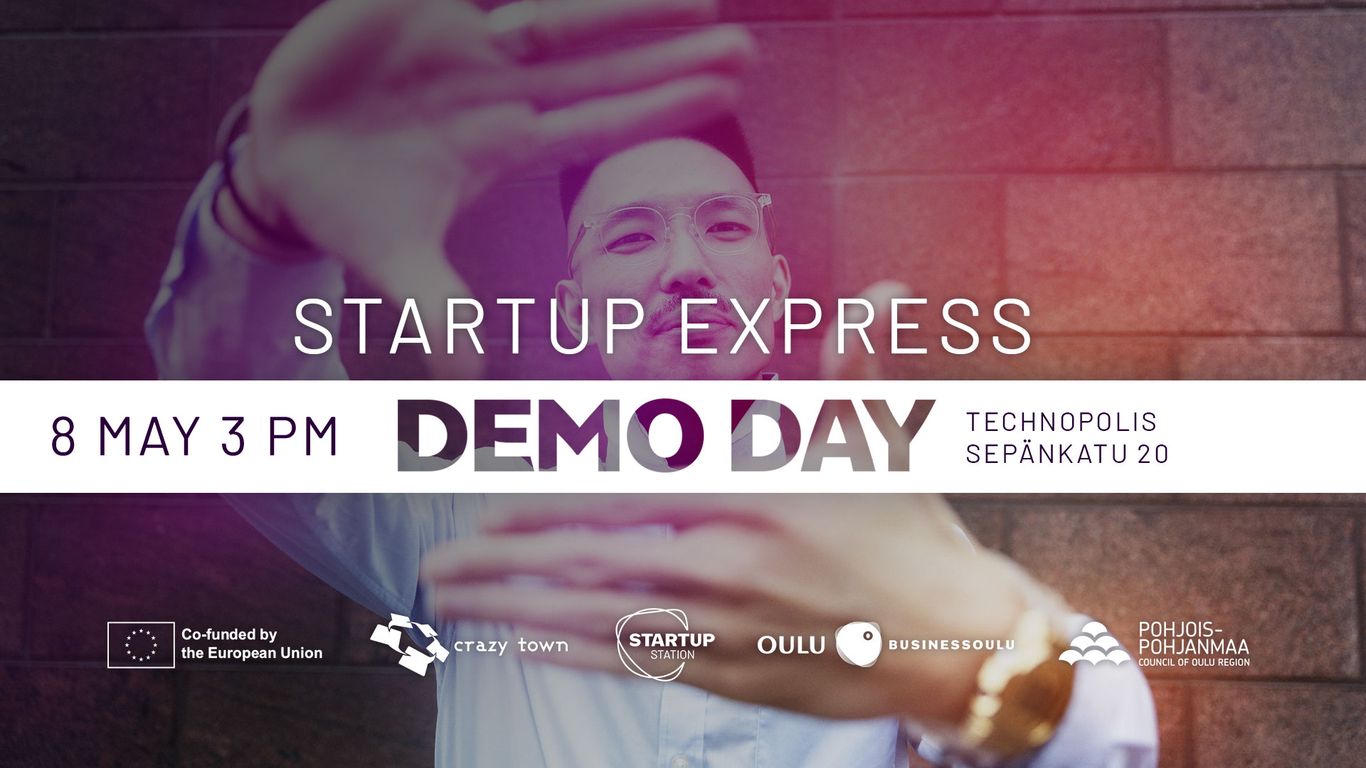 STARTUP EXPRESS
8 MAY 3 PM
DEMO DAY
TECHNOPOLIS
SEPÄNKATU 20
Co-funded by
the European Union
crazy town
STARTUP
STATION
OULU
BUSINESSOULU
POHJOIS-
POHJANMAA
COUNCIL OF OULU REGION